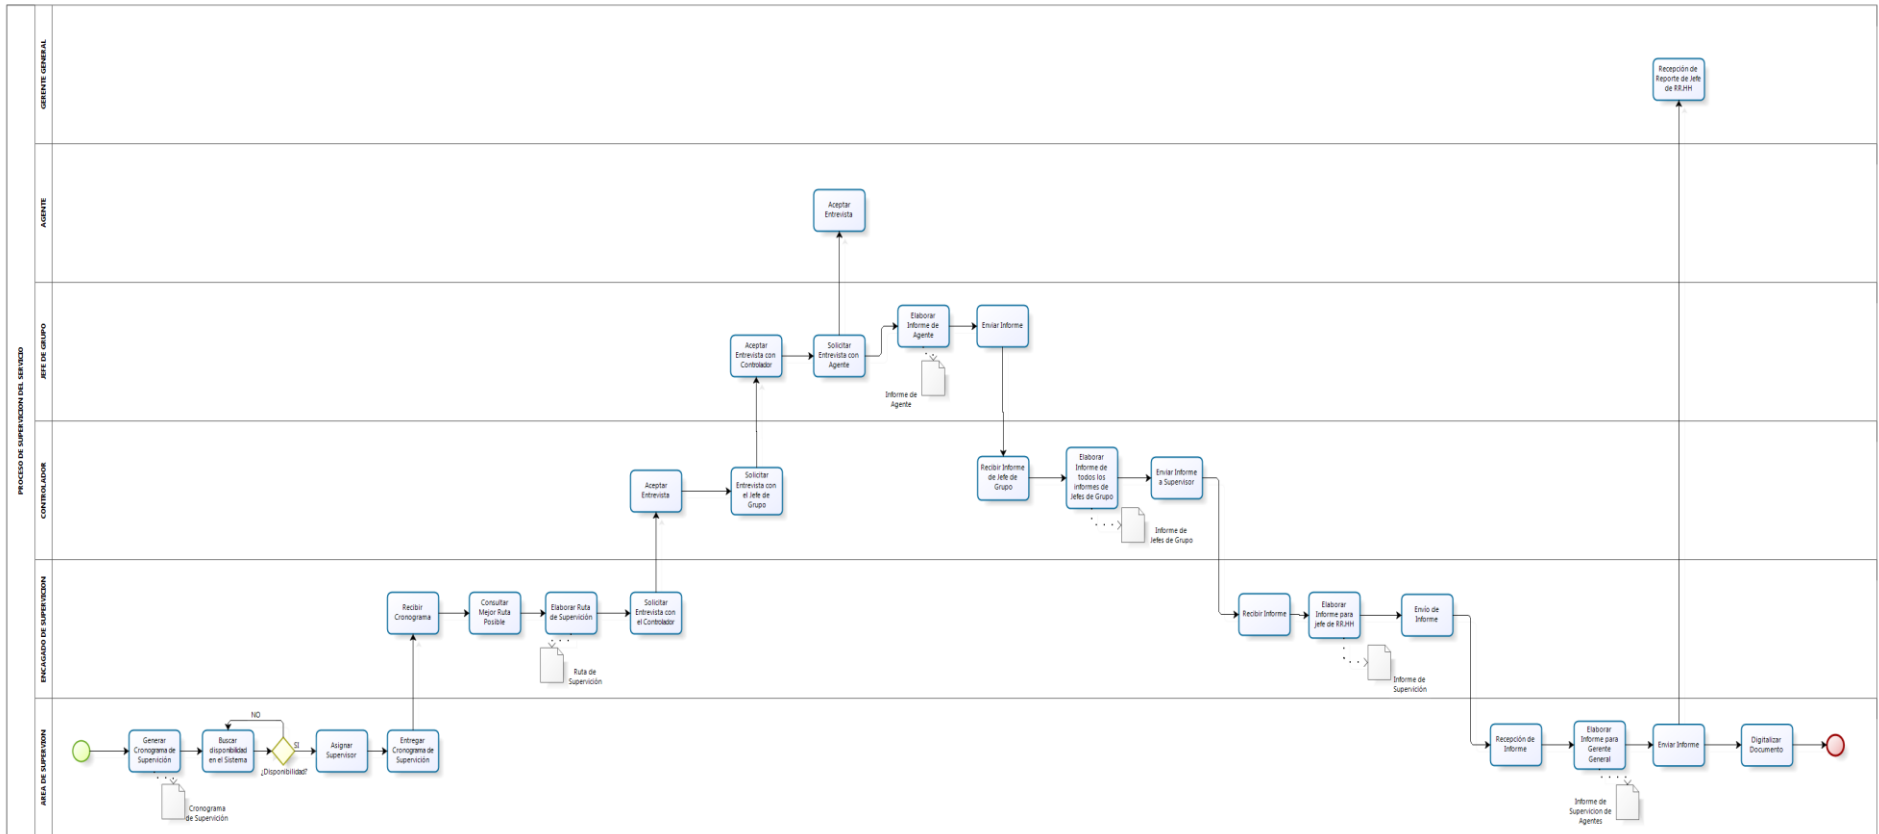 PROCESO DE SUPERVICION DEL SERVICIO
GERENTE GENERAL
Recepción de
Reporte de Jefe
de RR.HH
AGENTE
Aceptar
Entrevista
JEFE DE GRUPO
Aceptar
Entrevista con
Controlador
Solicitar
Entrevista con
Agente
Elaborar
Informe de
Agente
Informe de
Agente
Enviar Informe
CONTROLADOR
Aceptar
Entrevista
Solicitar
Entrevista con
el Jefe de
Grupo
Recibir Informe
de Jefe de
Grupo
Elaborar
Informe de
todos los
informes de
Jefes de Grupo
Informe de
Jefes de Grupo
Enviar Informe
a Supervisor
ENCAGADO DE SUPERVICION
Recibir
Cronograma
Consultar
Mejor Ruta
Posible
Elaborar Ruta
de Supervición
Ruta de
Supervición
Solicitar
Entrevista con
el Controlador
Recibir Informe
Elaborar
Informe para
Jefe de RR.HH
Informe de
Supervición
Envío de
Informe
AREA DE SUPERVION
Generar
Cronograma de
Supervición
Cronograma
de Supervición
Buscar
disponibilidad
en el Sistema
NO
SI
¿Disponibilidad?
Asignar
Supervisor
Entregar
Cronograma de
Supervición
Recepción de
Informe
Elaborar
Informe para
Gerente
General
Informe de
Supervición de
Agentes
Enviar Informe
Digitalizar
Documento